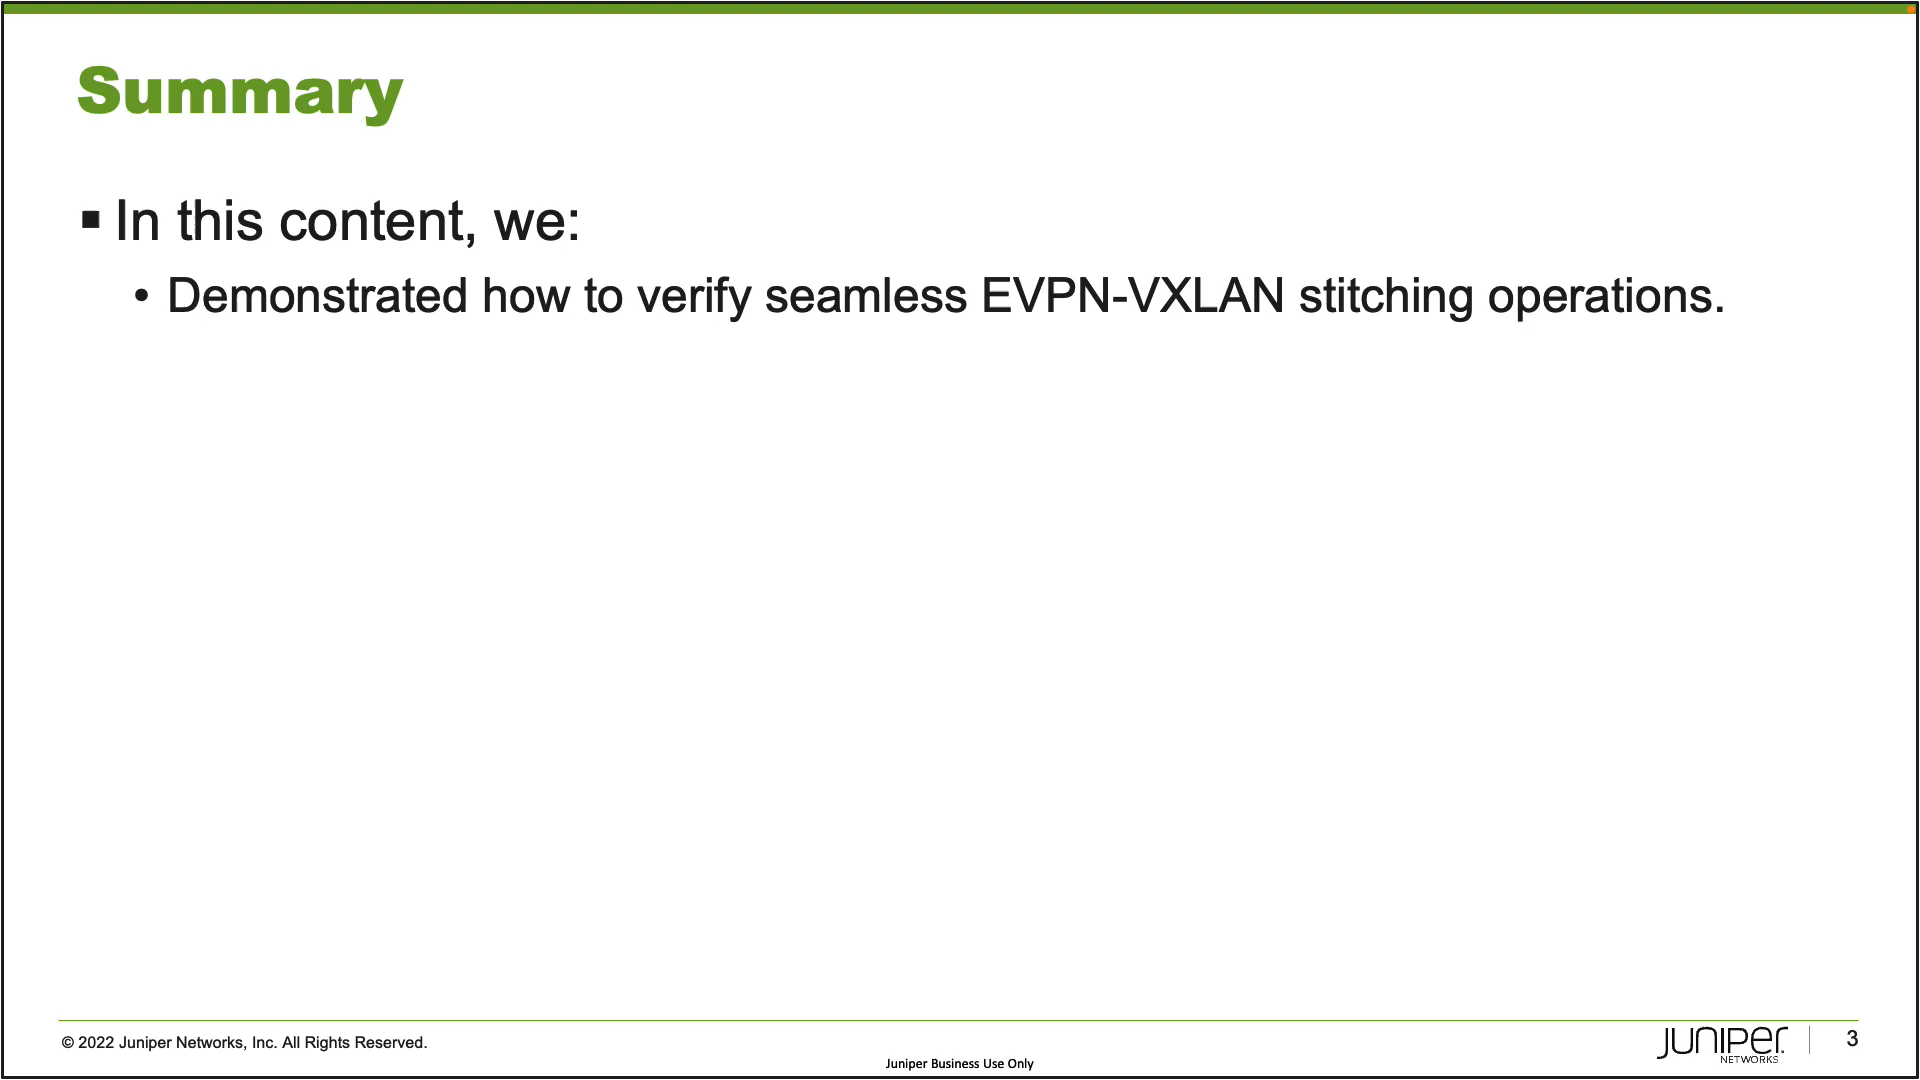 Summary
▪ In this content, we:
• Demonstrated how to verify seamless EVPN-VXLAN stitching operations.
© 2022 Juniper Networks, Inc. All Rights Reserved.
Juniper Business Use Only
JUNIPER
NETWORKS
3